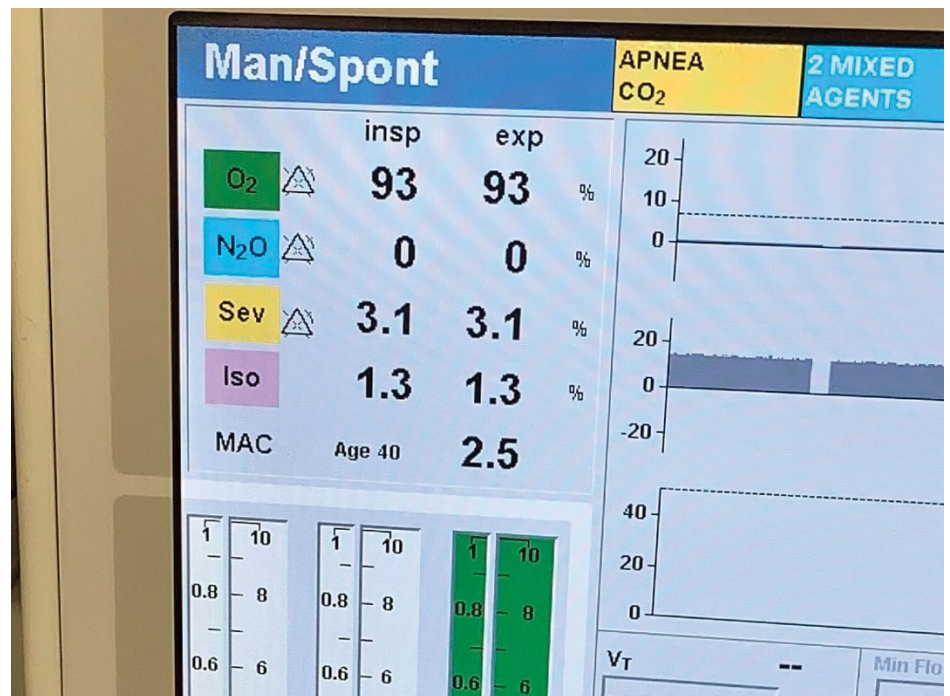 Man/Spont
APNEA
CO₂
2 MIXED
AGENTS
insp exp
O₂ 93 93 %
N₂O 0 0 %
Sev 3.1 3.1 %
Iso 1.3 1.3 %
MAC Age 40 2.5
20
10
0
20
0
-20
40
20
0
1 10 1 10 1 10
0.8 8 0.8 8 0.8 8
0.6 6 0.6 6 0.6 6
VT -- Min Flo